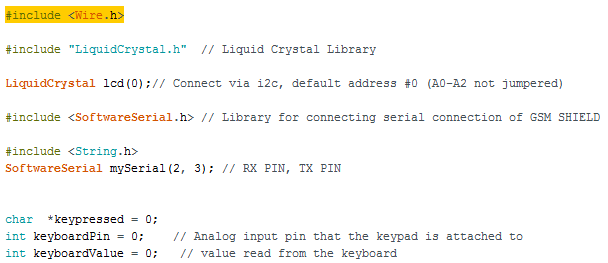 #include <Wire.h>
#include "LiquidCrystal.h"  // Liquid Crystal Library
LiquidCrystal lcd(0);// Connect via i2c, default address #0 (A0-A2 not jumpered)
#include <SoftwareSerial.h> // Library for connecting serial connection of GSM SHIELD
#include <String.h>
SoftwareSerial mySerial(2, 3); // RX PIN, TX PIN
char  *keypressed = 0;
int keyboardPin = 0;    // Analog input pin that the keypad is attached to
int keyboardValue = 0;   // value read from the keyboard